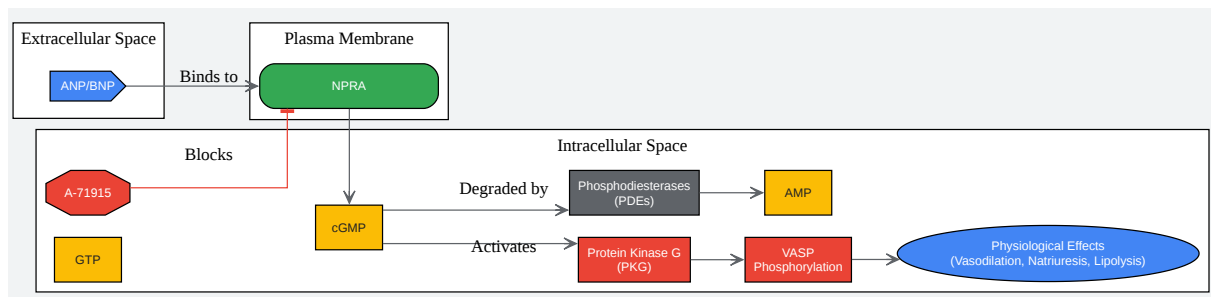 Extracellular Space
Plasma Membrane
ANP/BNP
Binds to
NPRA
Blocks
Intracellular Space
A-71915
Degraded by
Phosphodiesterases
(PDEs)
AMP
cGMP
GTP
Activates
Protein Kinase G
(PKG)
VASP
Phosphorylation
Physiological Effects
(Vasodilation, Natriuresis, Lipolysis)